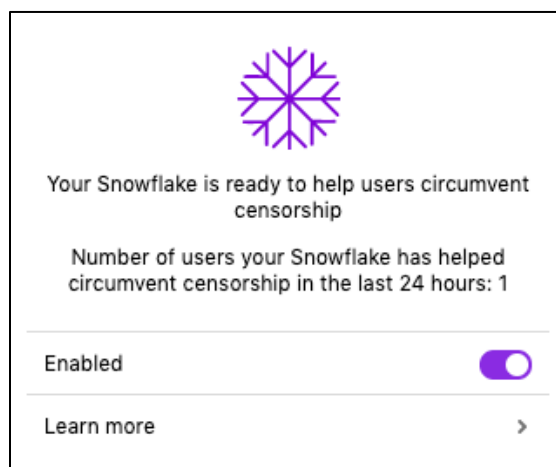 Your Snowflake is ready to help users circumvent
censorship
Number of users your Snowflake has helped
circumvent censorship in the last 24 hours: 1
Enabled
Learn more